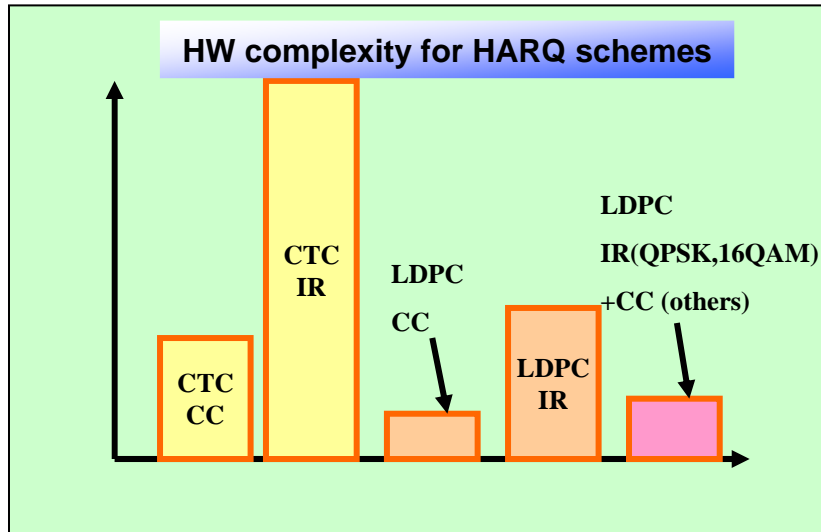 HW complexity for HARQ schemes
CTC
CC
CTC
IR
LDPC
CC
LDPC
IR
LDPC
IR(QPSK,16QAM)
+CC (others)